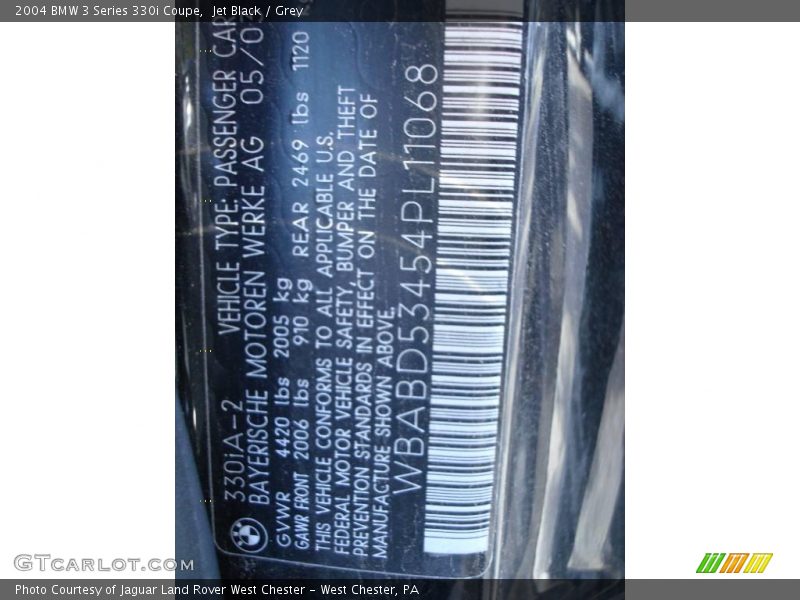 2004 BMW 3 Series 330i Coupe, Jet Black / Grey
330iA-2 VEHICLE TYPE: PASSENGER CAR
BAYERISCHE MOTOREN WERKE AG 05/03
GVWR 4420 lbs 2005 kg
GAWR FRONT 2006 lbs 910 kg REAR 2469 lbs 1120
THIS VEHICLE CONFORMS TO ALL APPLICABLE U.S.
FEDERAL MOTOR VEHICLE SAFETY, BUMPER AND THEFT
PREVENTION STANDARDS IN EFFECT ON THE DATE OF
MANUFACTURE SHOWN ABOVE.
WBABD53454PL11068
GTCARLOT.COM
Photo Courtesy of Jaguar Land Rover West Chester – West Chester, PA